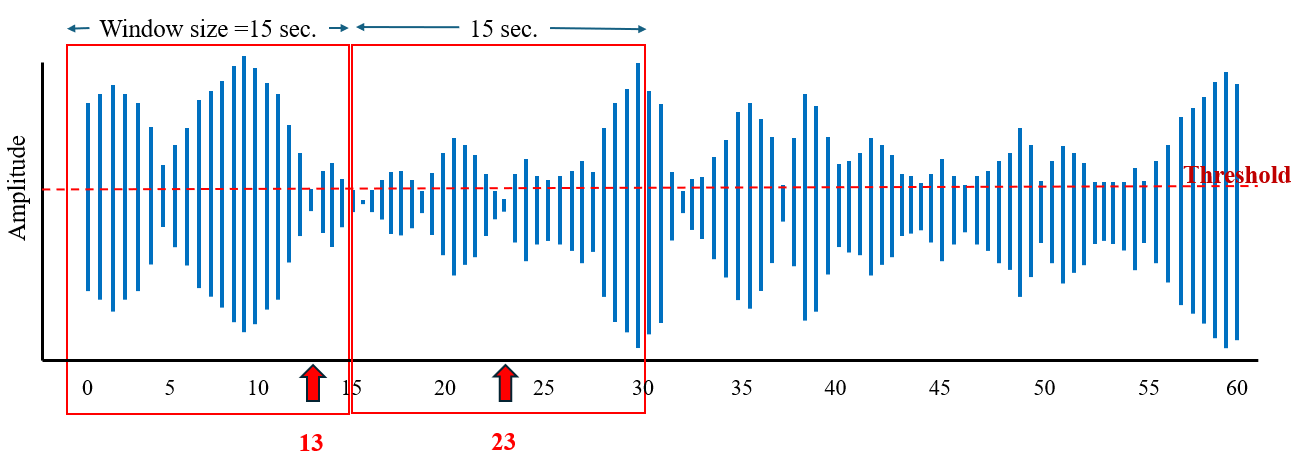 Window size =15 sec.
15 sec.
Amplitude
Threshold
0 5 10 15 20 25 30 35 40 45 50 55 60
13 23